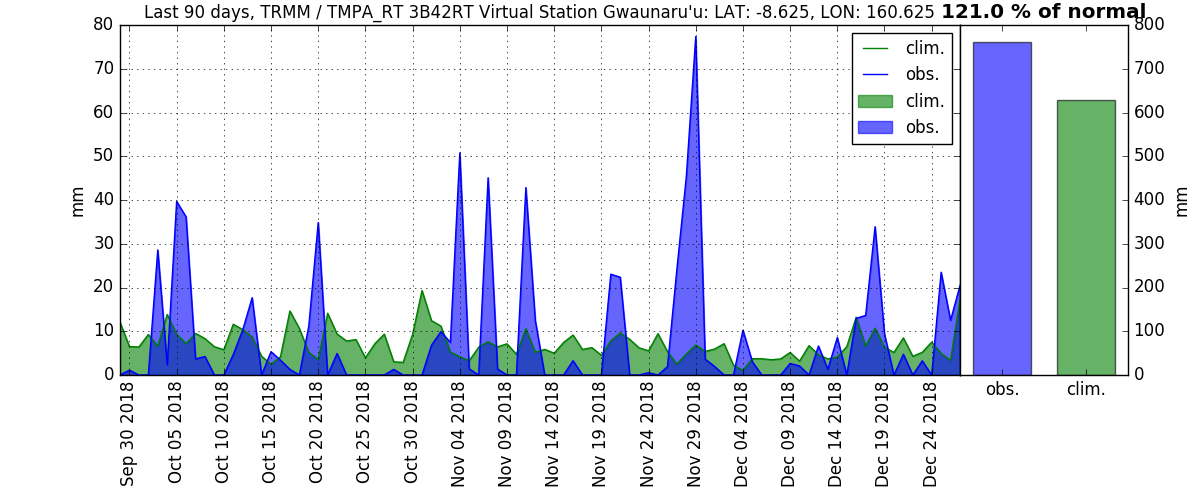 Last 90 days, TRMM / TMPA_RT 3B42RT Virtual Station Gwaunaru'u: LAT: -8.625, LON: 160.625 121.0 % of normal
80
70
60
50
40
30
20
10
0
mm
clim.
obs.
clim.
obs.
Sep 30 2018
Oct 05 2018
Oct 10 2018
Oct 15 2018
Oct 20 2018
Oct 25 2018
Oct 30 2018
Nov 04 2018
Nov 09 2018
Nov 14 2018
Nov 19 2018
Nov 24 2018
Nov 29 2018
Dec 04 2018
Dec 09 2018
Dec 14 2018
Dec 19 2018
Dec 24 2018
800
700
600
500
400
300
200
100
0
mm
obs. clim.